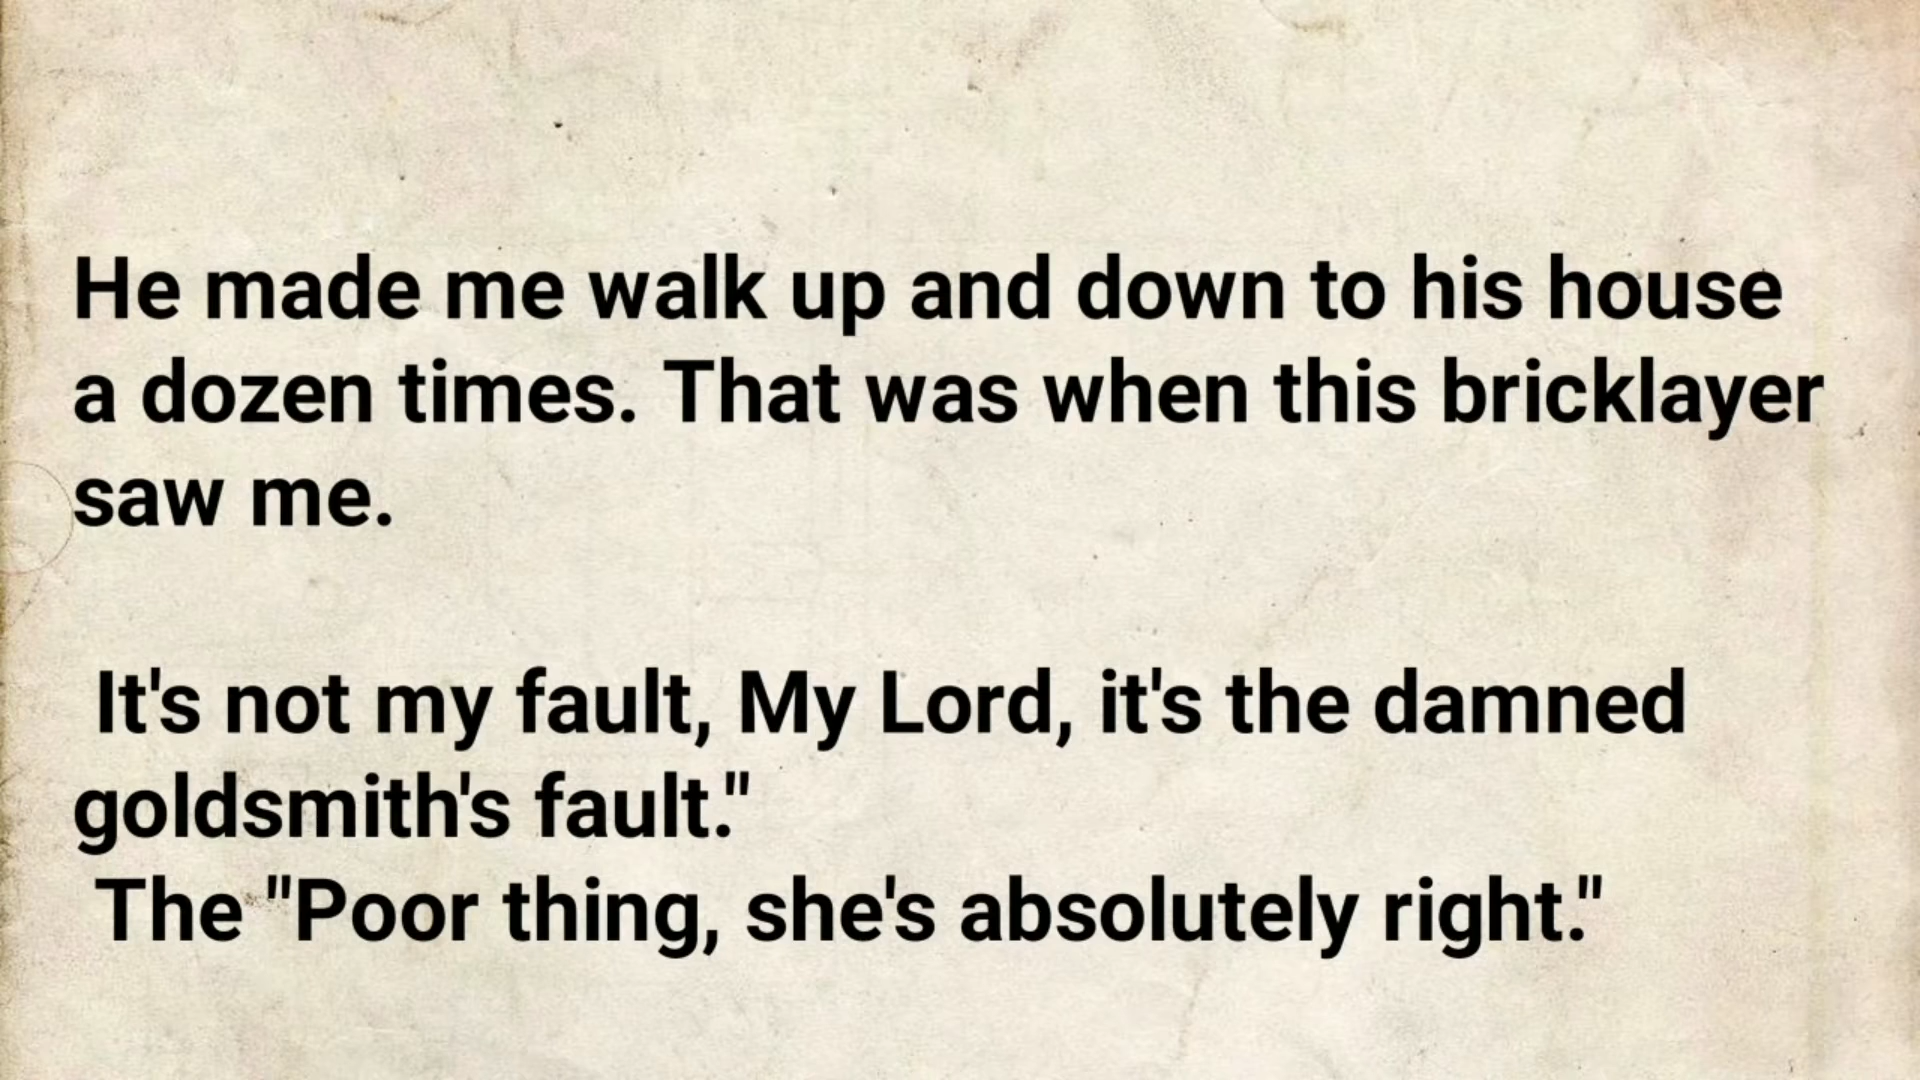 He made me walk up and down to his house
a dozen times. That was when this bricklayer
saw me.
It's not my fault, My Lord, it's the damned
goldsmith's fault."
The "Poor thing, she's absolutely right."